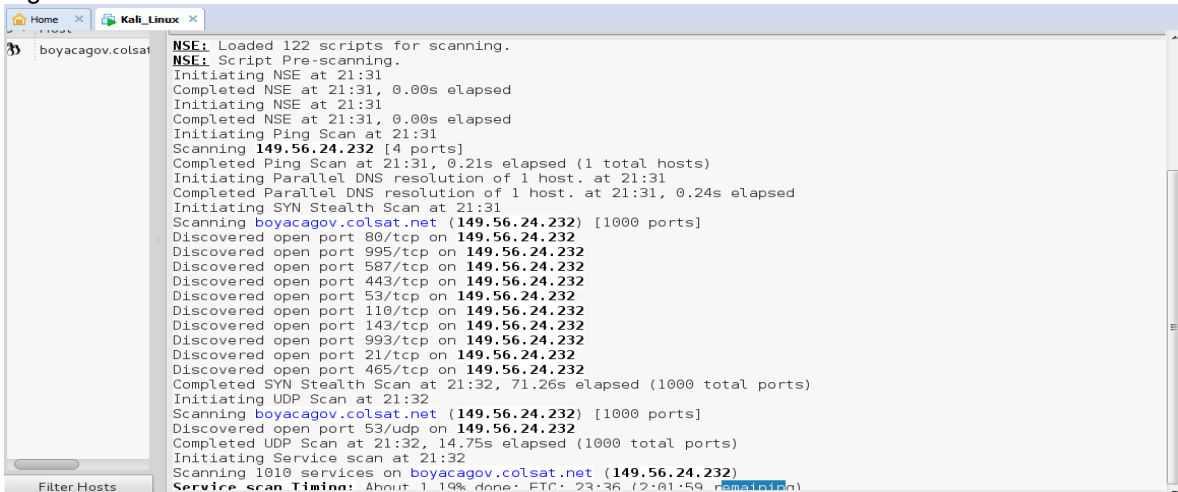 Home × Kali_Linux ×
Host
boyacagov.colsat
NSE: Loaded 122 scripts for scanning.
NSE: Script Pre-scanning.
Initiating NSE at 21:31
Completed NSE at 21:31, 0.00s elapsed
Initiating NSE at 21:31
Completed NSE at 21:31, 0.00s elapsed
Initiating Ping Scan at 21:31
Scanning 149.56.24.232 [4 ports]
Completed Ping Scan at 21:31, 0.21s elapsed (1 total hosts)
Initiating Parallel DNS resolution of 1 host. at 21:31
Completed Parallel DNS resolution of 1 host. at 21:31, 0.24s elapsed
Initiating SYN Stealth Scan at 21:31
Scanning boyacagov.colsat.net (149.56.24.232) [1000 ports]
Discovered open port 80/tcp on 149.56.24.232
Discovered open port 995/tcp on 149.56.24.232
Discovered open port 587/tcp on 149.56.24.232
Discovered open port 443/tcp on 149.56.24.232
Discovered open port 53/tcp on 149.56.24.232
Discovered open port 110/tcp on 149.56.24.232
Discovered open port 143/tcp on 149.56.24.232
Discovered open port 993/tcp on 149.56.24.232
Discovered open port 21/tcp on 149.56.24.232
Discovered open port 465/tcp on 149.56.24.232
Completed SYN Stealth Scan at 21:32, 71.26s elapsed (1000 total ports)
Initiating UDP Scan at 21:32
Scanning boyacagov.colsat.net (149.56.24.232) [1000 ports]
Discovered open port 53/udp on 149.56.24.232
Completed UDP Scan at 21:32, 14.75s elapsed (1000 total ports)
Initiating Service scan at 21:32
Scanning 1010 services on boyacagov.colsat.net (149.56.24.232)
Service scan Timing: About 1.19% done; ETC: 23:36 (2:01:59 remaining)
Filter Hosts